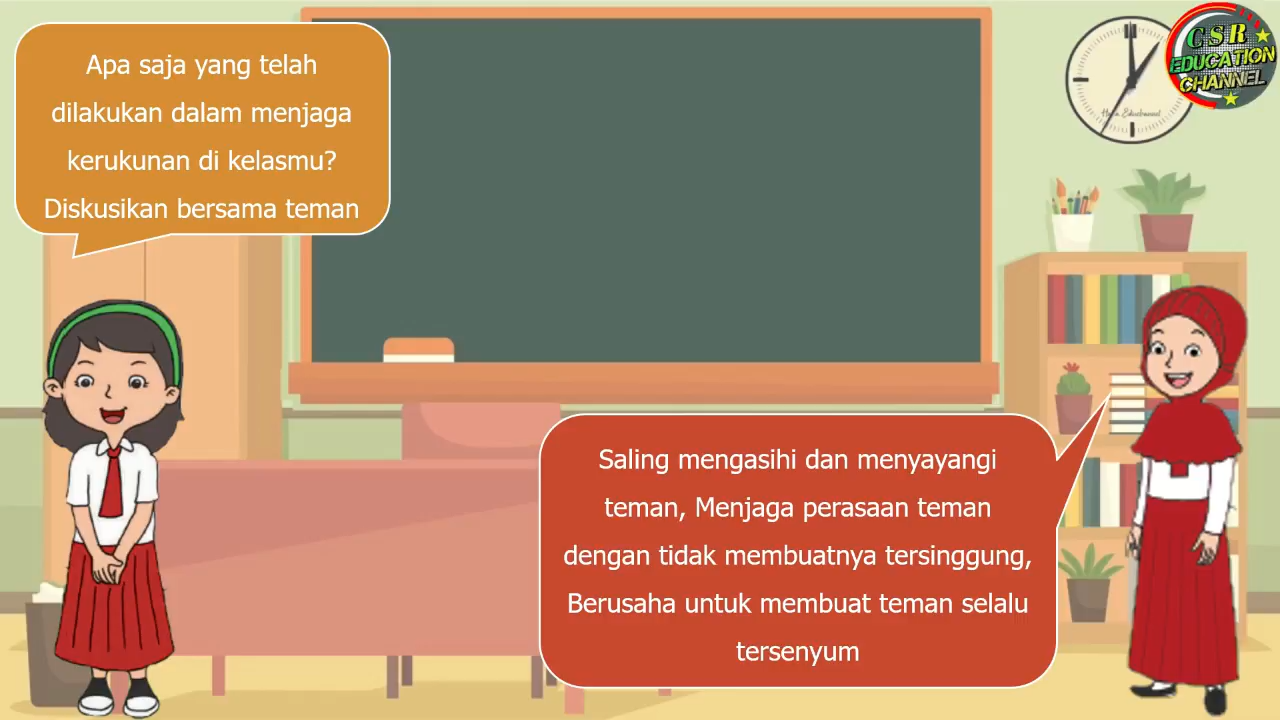 Apa saja yang telah
dilakukan dalam menjaga
kerukunan di kelasmu?
Diskusikan bersama teman
CSR
EDUCATION
CHANNEL
Saling mengasihi dan menyayangi
teman, Menjaga perasaan teman
dengan tidak membuatnya tersinggung,
Berusaha untuk membuat teman selalu
tersenyum